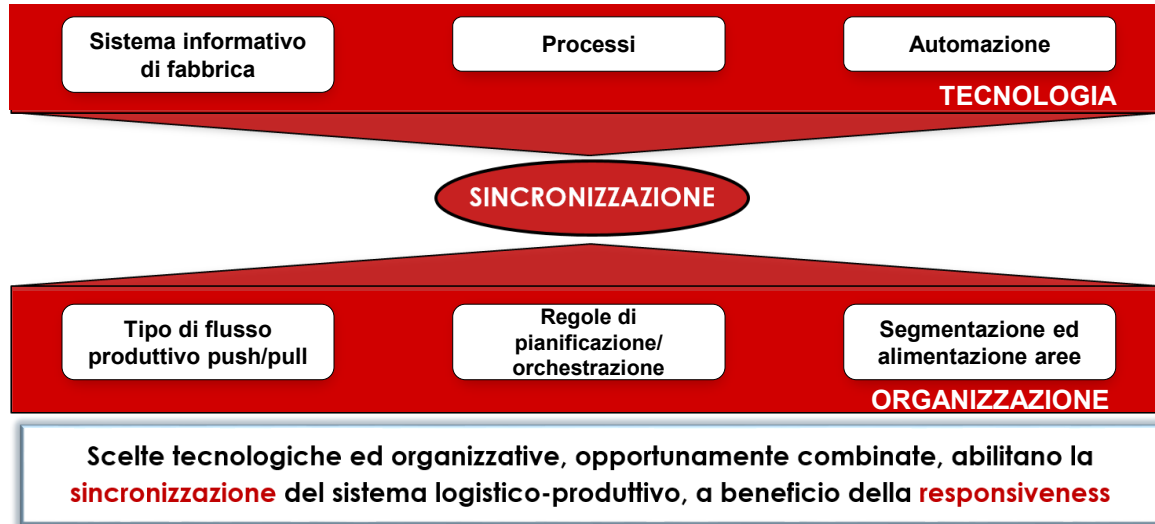 Sistema informativo
di fabbrica
Processi
Automazione
TECNOLOGIA
SINCRONIZZAZIONE
Tipo di flusso
produttivo push/pull
Regole di
pianificazione/
orchestrazione
Segmentazione ed
alimentazione aree
ORGANIZZAZIONE
Scelte tecnologiche ed organizzative, opportunamente combinate, abilitano la
sincronizzazione del sistema logistico-produttivo, a beneficio della responsiveness